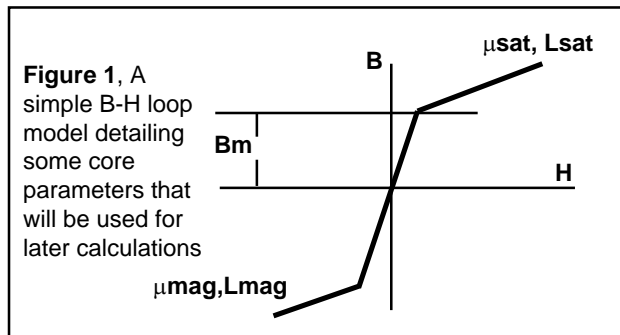 Figure 1, A
simple B-H loop
model detailing
some core
parameters that
will be used for
later calculations
B
μsat, Lsat
Bm
H
μmag,Lmag